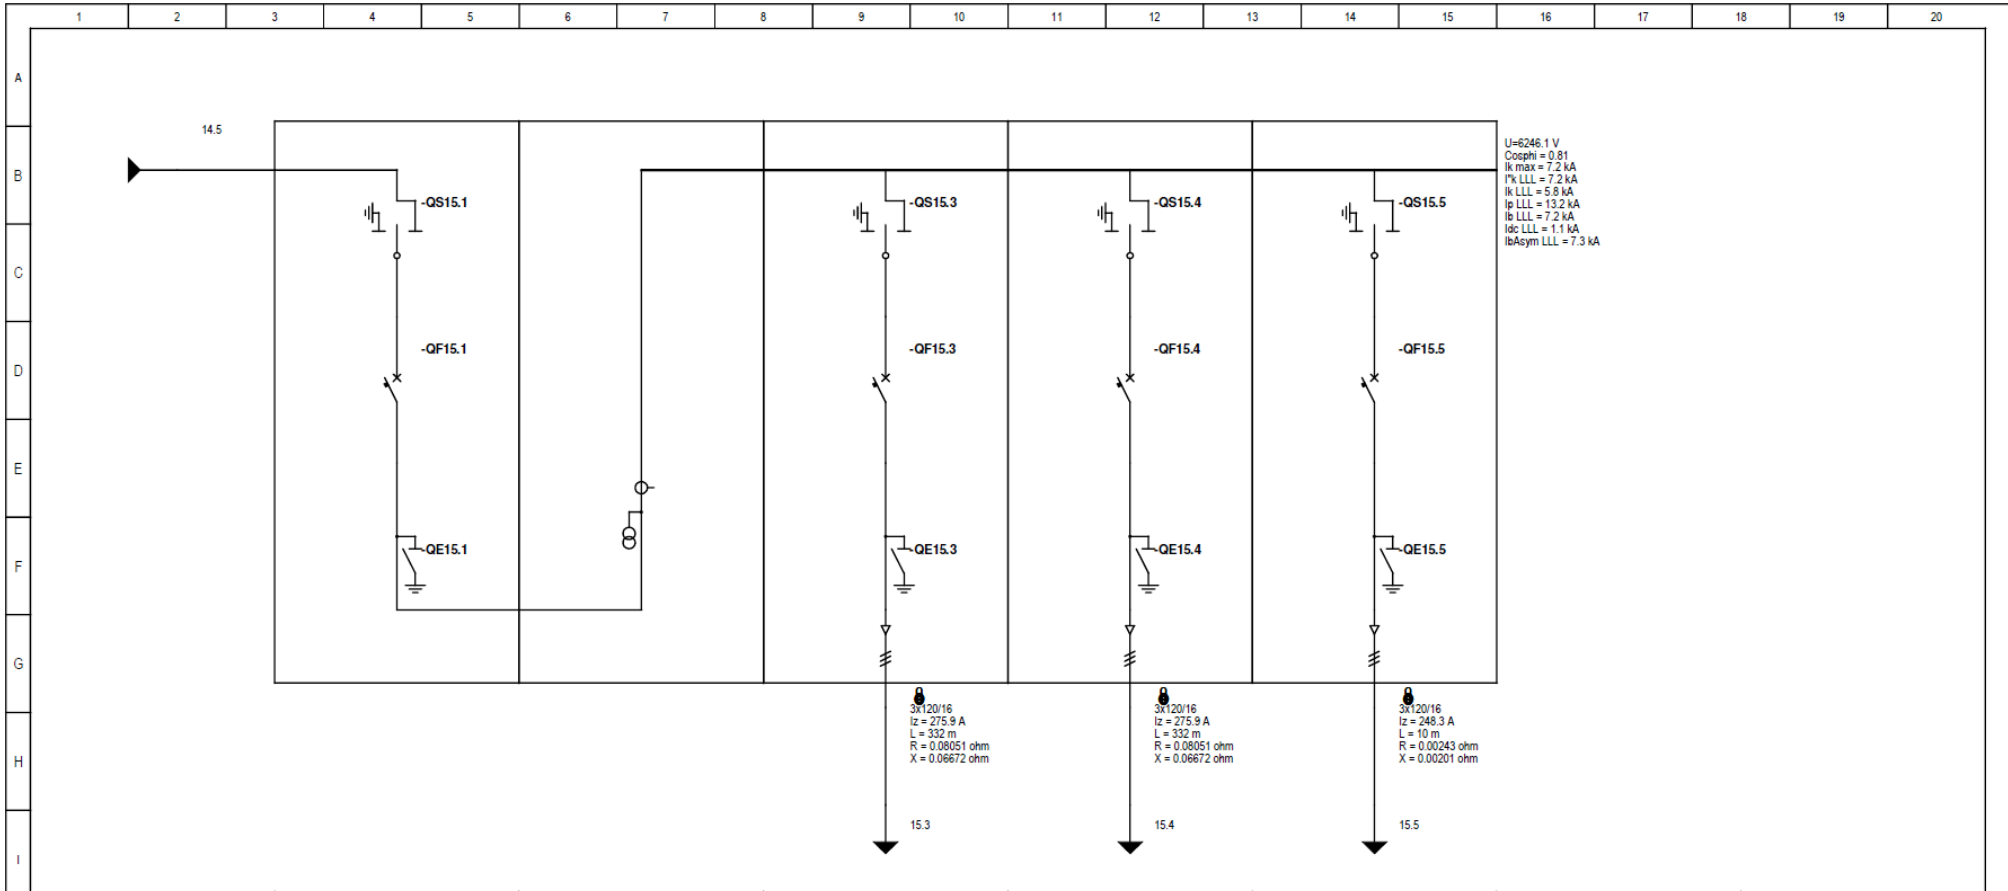 1 2 3 4 5 6 7 8 9 10 11 12 13 14 15 16 17 18 19 20
A
14.5
U=6246.1 V
Cosphi = 0.81
B
Ik max = 7.2 kA
I"k LLL = 7.2 kA
Ik LLL = 5.8 kA
-QS15.1 -QS15.3 -QS15.4 -QS15.5
Ip LLL = 13.2 kA
Ib LLL = 7.2 kA
Idc LLL = 1.1 kA
IbAsym LLL = 7.3 kA
C
-QF15.1 -QF15.3 -QF15.4 -QF15.5
D
E
-QE15.1 -QE15.3 -QE15.4 -QE15.5
F
G
3x120/16
Iz = 275.9 A
L = 332 m
R = 0.08051 ohm
X = 0.06672 ohm
3x120/16
Iz = 275.9 A
L = 332 m
R = 0.08051 ohm
X = 0.06672 ohm
3x120/16
Iz = 248.3 A
L = 10 m
R = 0.00243 ohm
X = 0.00201 ohm
H
15.3 15.4 15.5
I